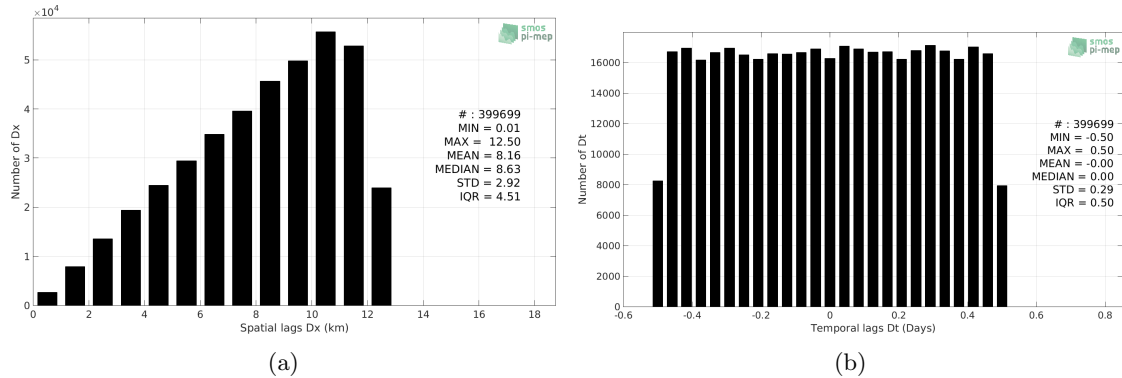 smos
pi-mep
×10^4
5
4
3
2
1
0
Number of Dx
# : 399699
MIN = 0.01
MAX = 12.50
MEAN = 8.16
MEDIAN = 8.63
STD = 2.92
IQR = 4.51
0 2 4 6 8 10 12 14 16 18
Spatial lags Dx (km)
(a)
smos
pi-mep
16000
14000
12000
10000
8000
6000
4000
2000
0
Number of Dt
# : 399699
MIN = -0.50
MAX = 0.50
MEAN = -0.00
MEDIAN = 0.00
STD = 0.29
IQR = 0.50
-0.6 -0.4 -0.2 0 0.2 0.4 0.6 0.8
Temporal lags Dt (Days)
(b)